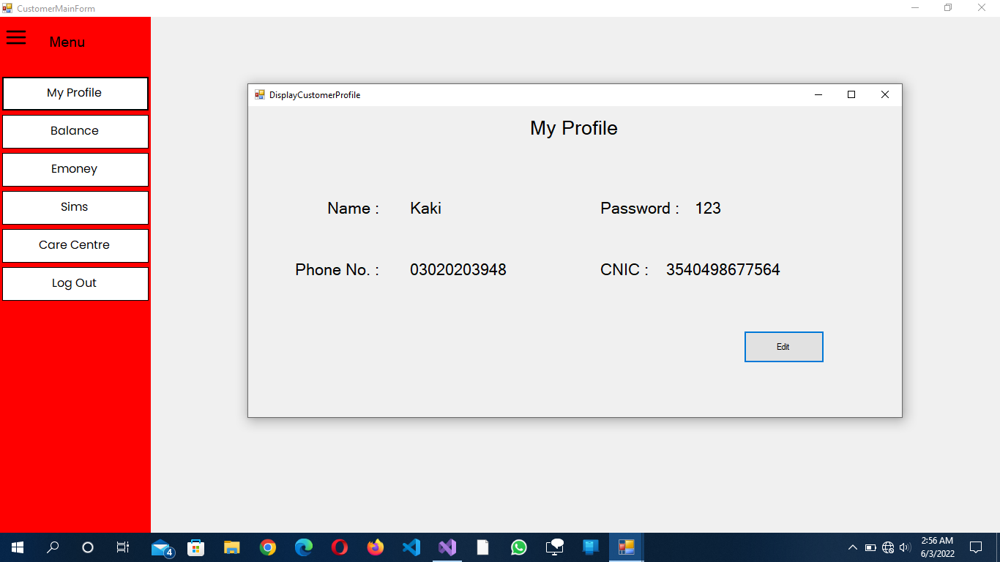 CustomerMainForm
Menu
My Profile
Balance
Emoney
Sims
Care Centre
Log Out
DisplayCustomerProfile
My Profile
Name : Kaki Password : 123
Phone No. : 03020203948 CNIC : 3540498677564
Edit
4
2:56 AM
6/3/2022